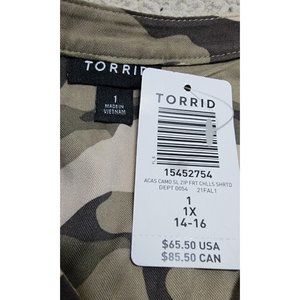 TORRID
1
MADE IN
VIETNAM
TORRID
15452754
ACAS CAMO SL ZIP FRT CHLLS SHRTD
DEPT 0054 21FAL1
1
1X
14-16
$65.50 USA
$85.50 CAN